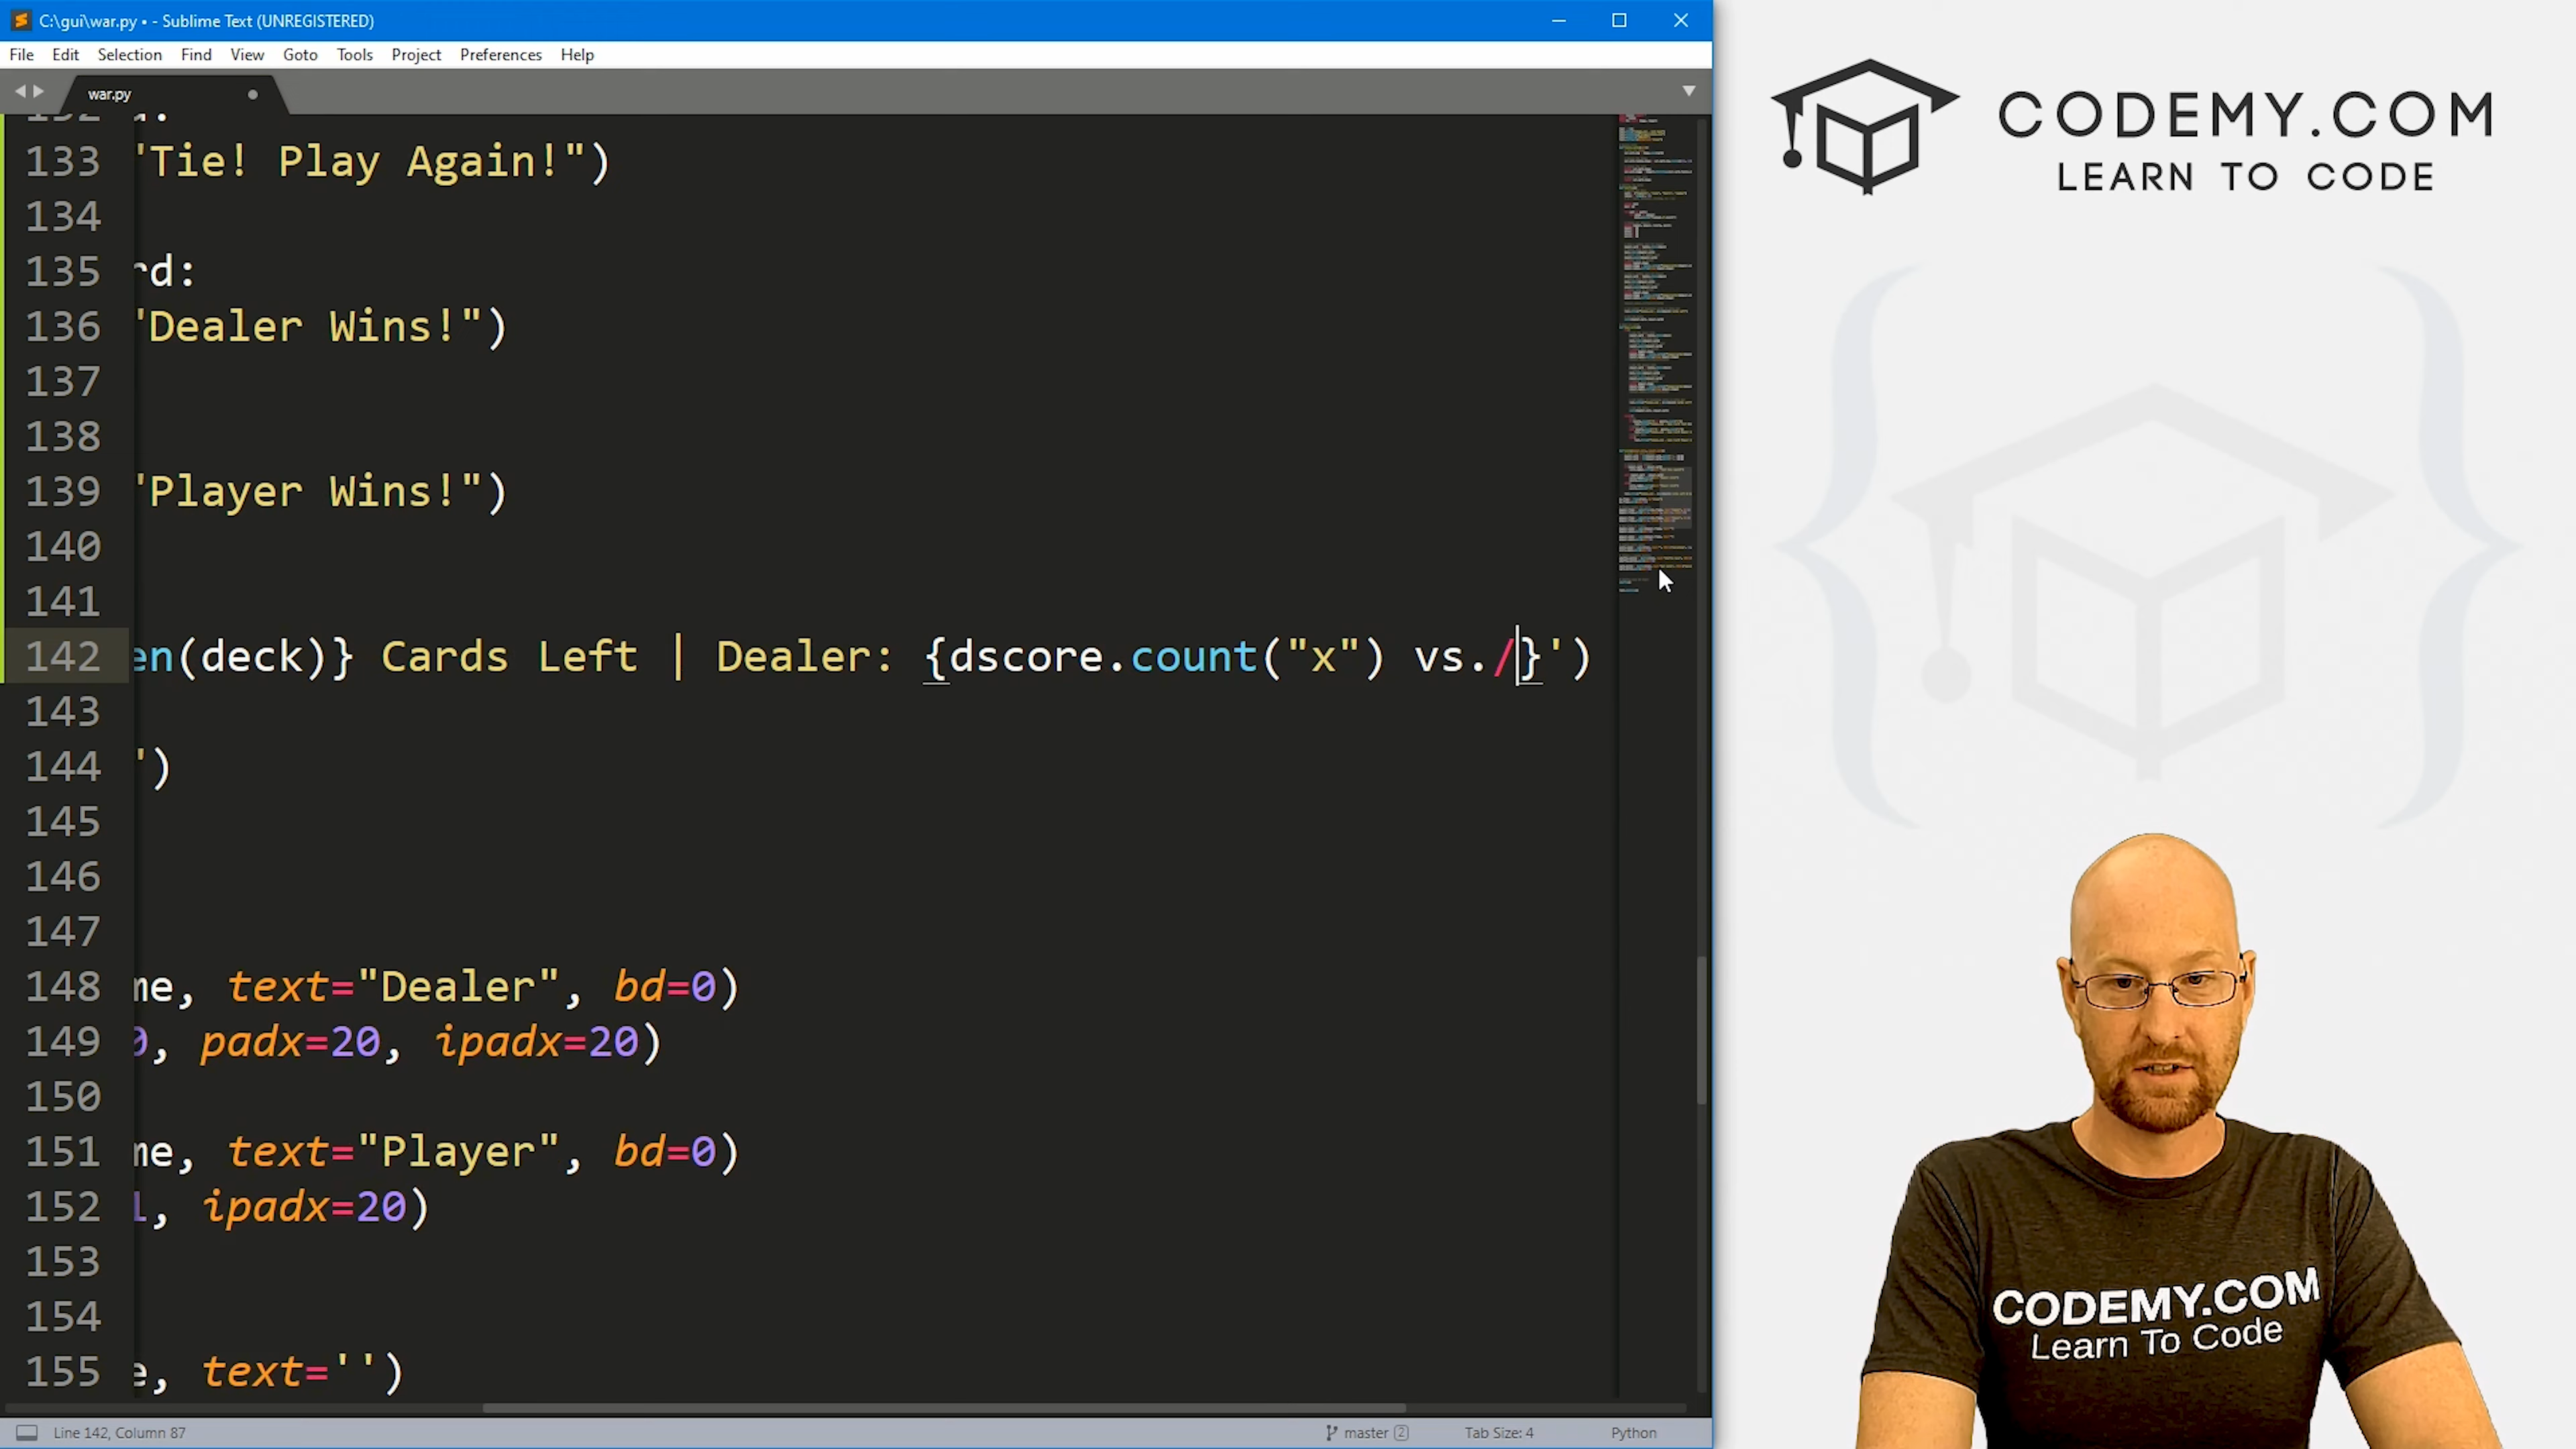 C:\gui\war.py • - Sublime Text (UNREGISTERED)
File Edit Selection Find View Goto Tools Project Preferences Help
war.py
133 "Tie! Play Again!")
134
135 rd:
136 "Dealer Wins!")
137
138
139 "Player Wins!")
140
141
142 en(deck)} Cards Left | Dealer: {dscore.count("x") vs./}')
143
144 ')
145
146
147
148 me, text="Dealer", bd=0)
149 0, padx=20, ipadx=20)
150
151 me, text="Player", bd=0)
152 1, ipadx=20)
153
154
155 e, text='')
Line 142, Column 87
master 2
Tab Size: 4
Python
CODEMY.COM
LEARN TO CODE
CODEMY.COM
Learn To Code